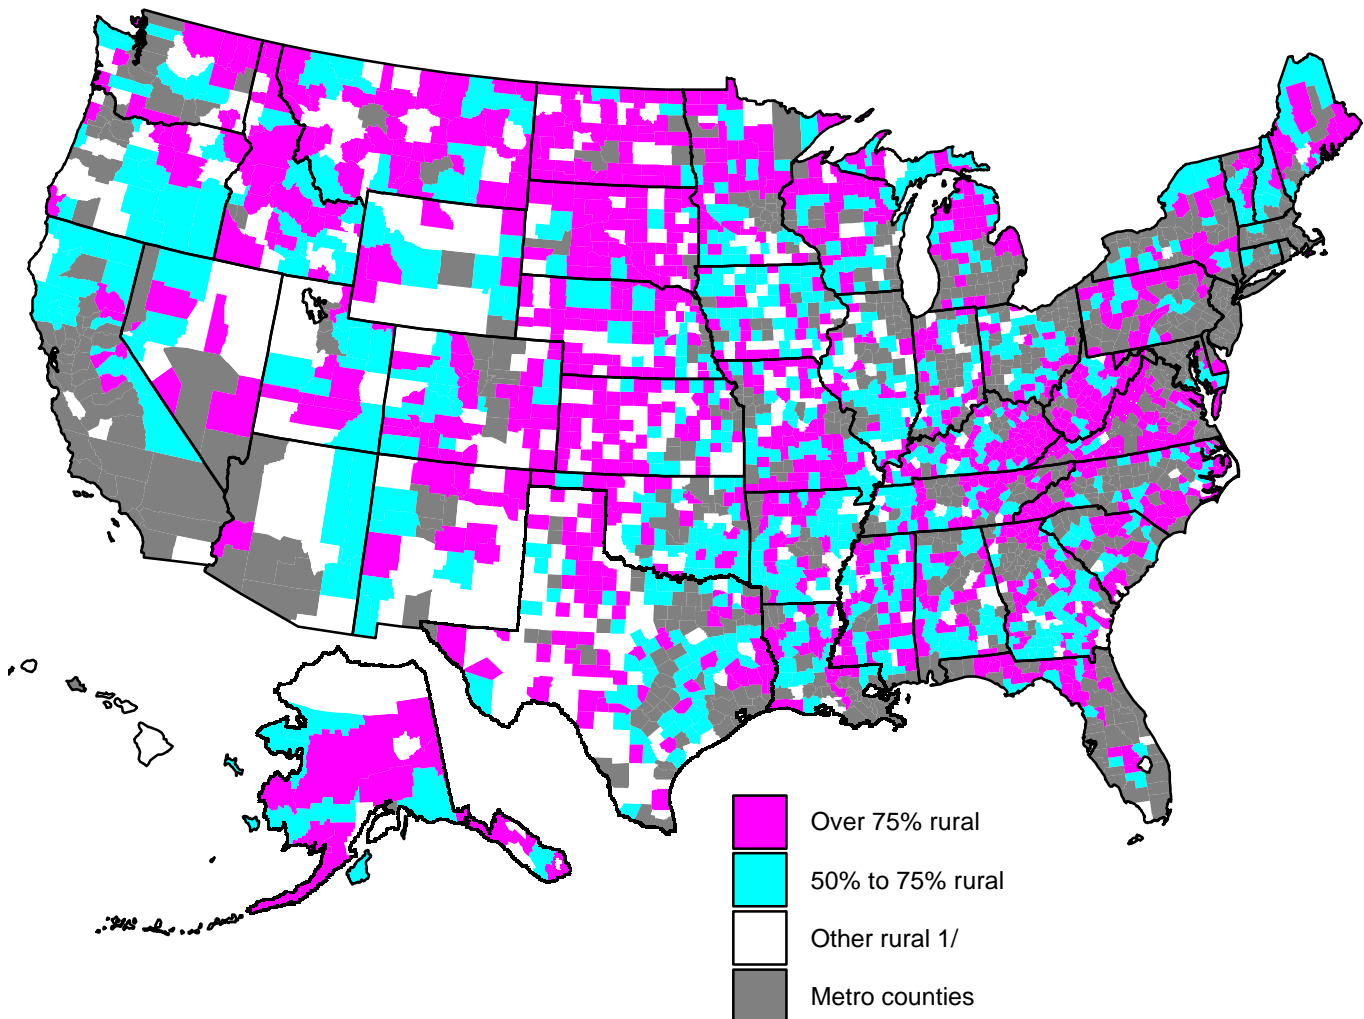 Over 75% rural
50% to 75% rural
Other rural 1/
Metro counties